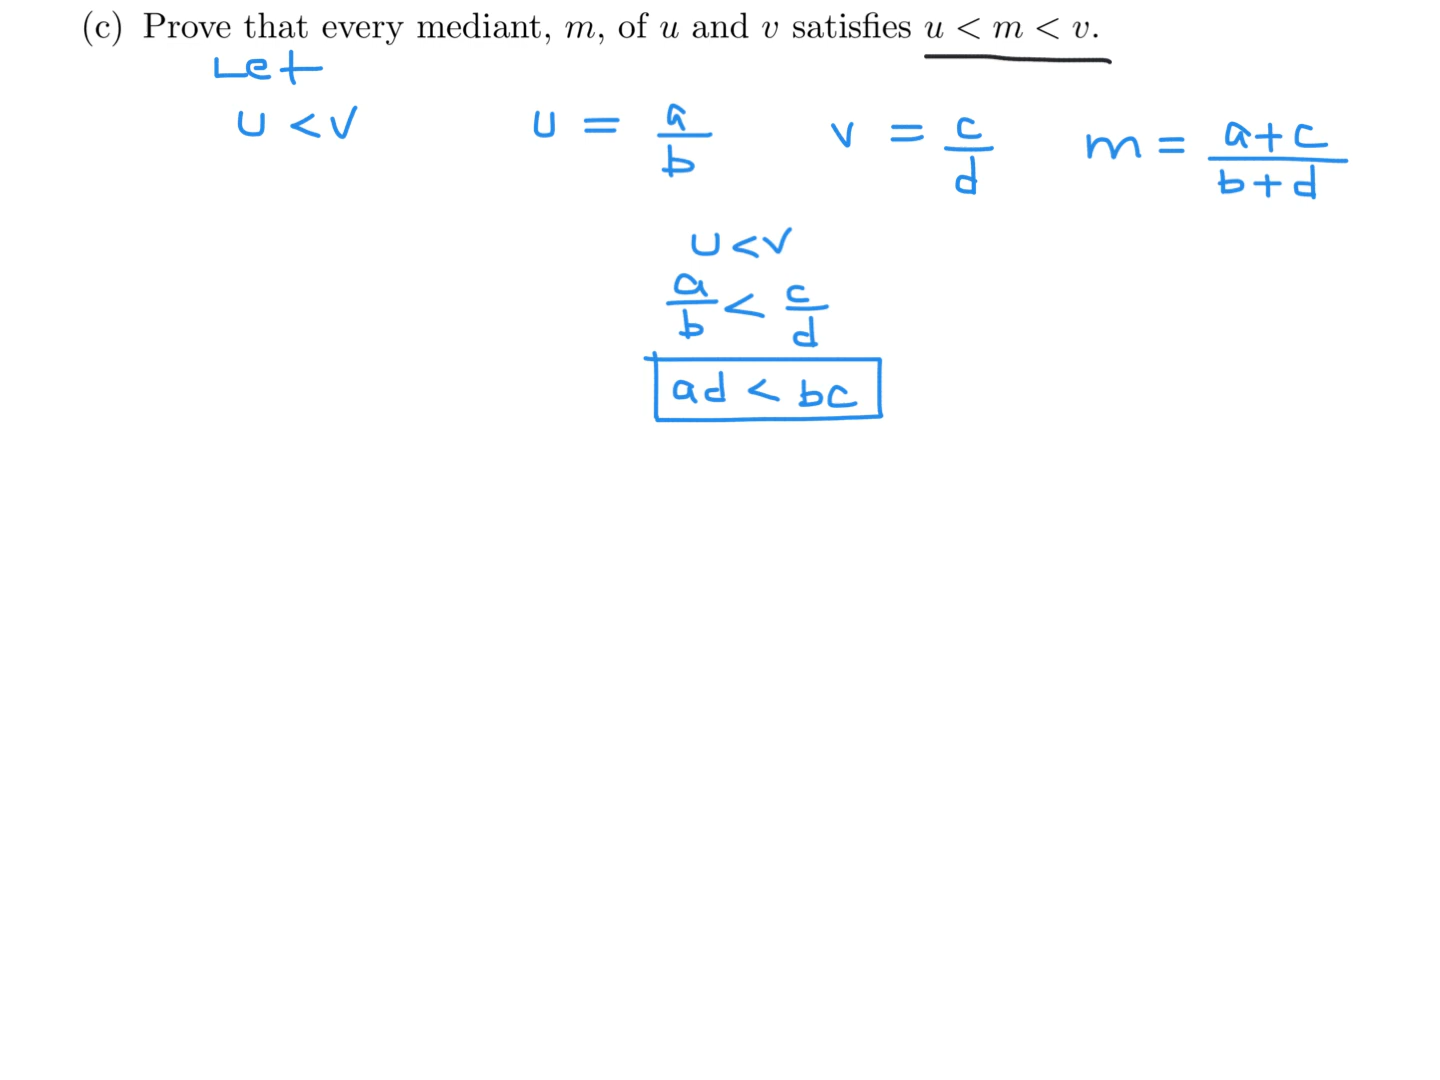 (c) Prove that every mediant, m, of u and v satisfies u < m < v.
Let
u < v    u = a/b    v = c/d    m = a+c/b+d
u < v
a/b < c/d
ad < bc